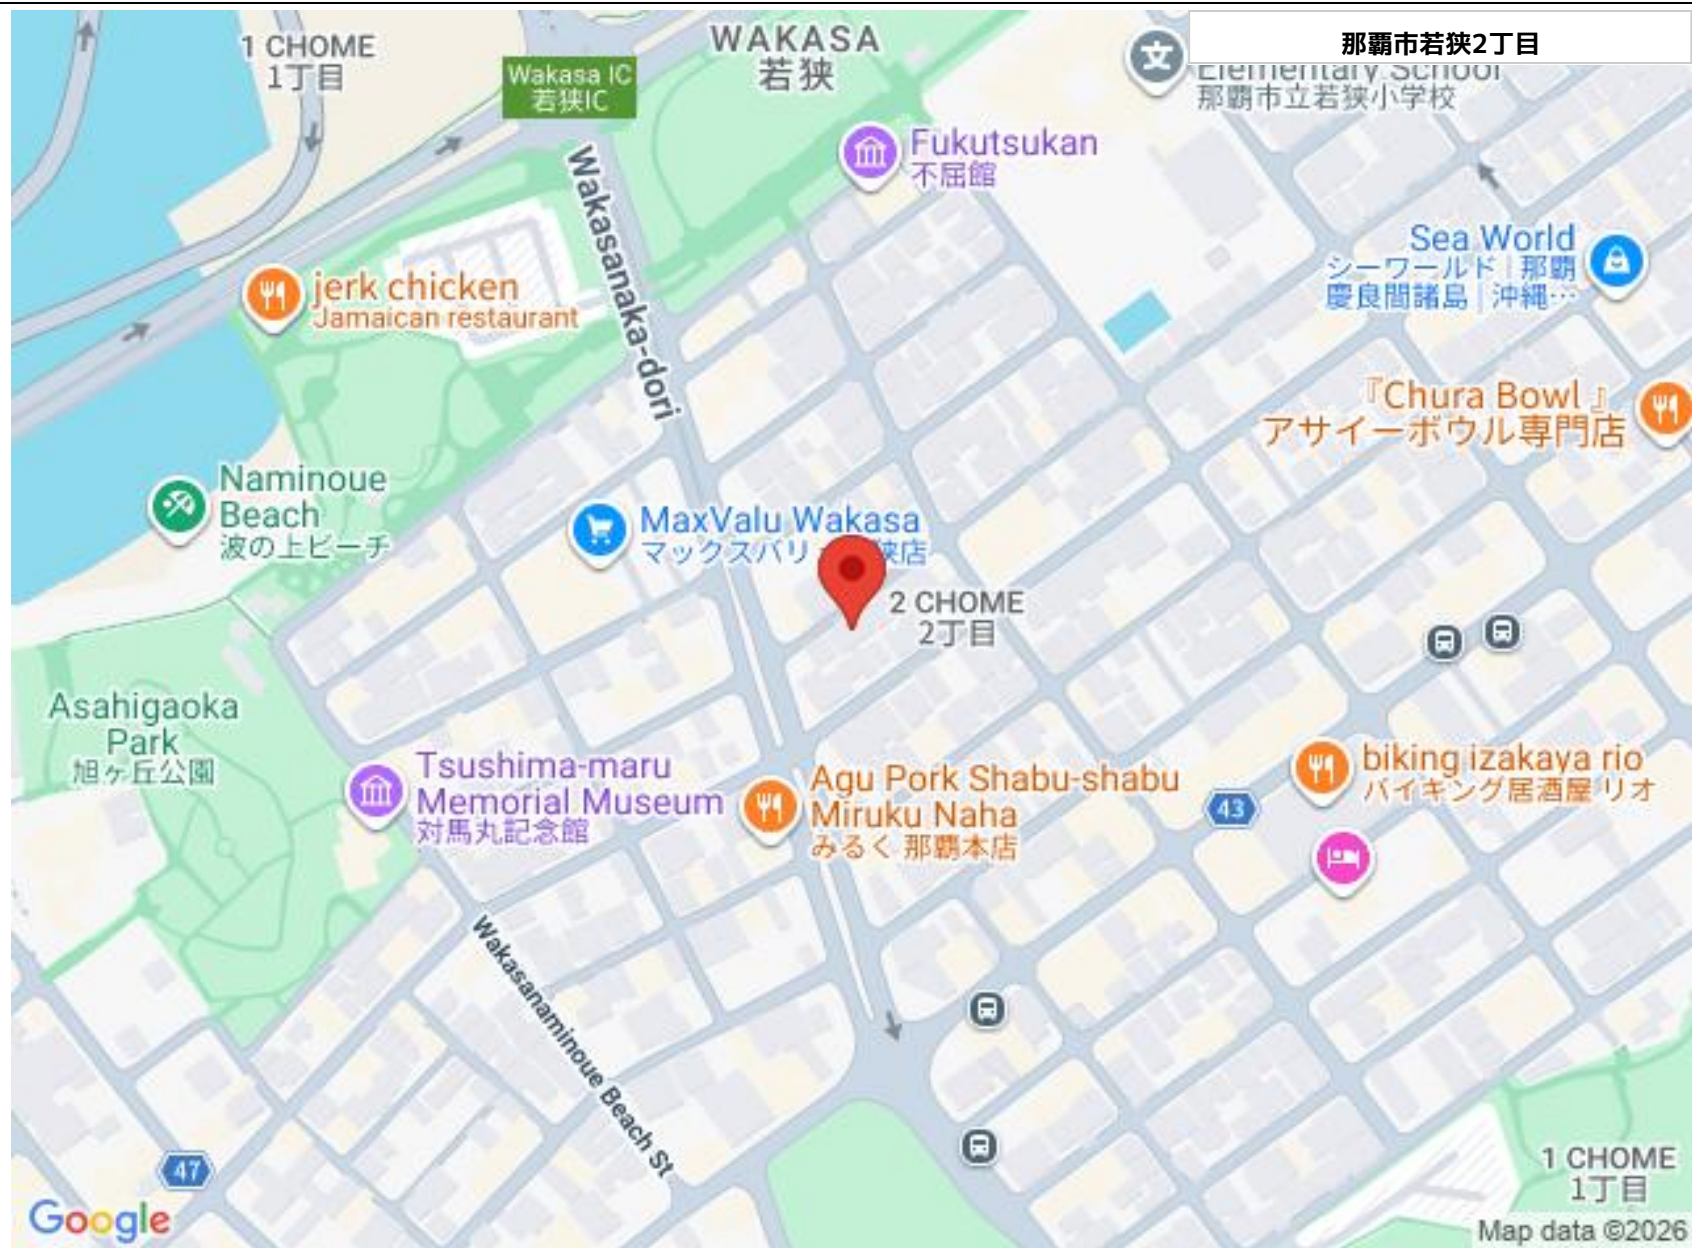 那覇市若狭2丁目
1 CHOME
1丁目
Wakasa IC
若狭IC
WAKASA
若狭
Elementary School
那覇市立若狭小学校
Fukutsukan
不屈館
Wakasanaka-dori
Sea World
シーワールド | 那覇
慶良間諸島 | 沖縄…
jerk chicken
Jamaican restaurant
『Chura Bowl 』
アサイーボウル専門店
Naminoue
Beach
波の上ビーチ
MaxValu Wakasa
マックスバリ
狭店
2 CHOME
2丁目
Asahigaoka
Park
旭ヶ丘公園
Tsushima-maru
Memorial Museum
対馬丸記念館
Agu Pork Shabu-shabu
Miruku Naha
みるく 那覇本店
biking izakaya rio
バイキング居酒屋 リオ
43
Wakasanaminoue Beach St
47
1 CHOME
1丁目
Google
Map data ©2026